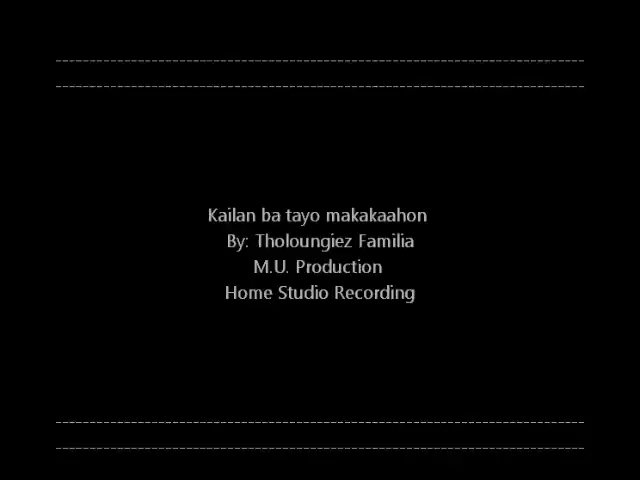 Kailan ba tayo makakaahon
By: Tholoungiez Familia
M.U. Production
Home Studio Recording